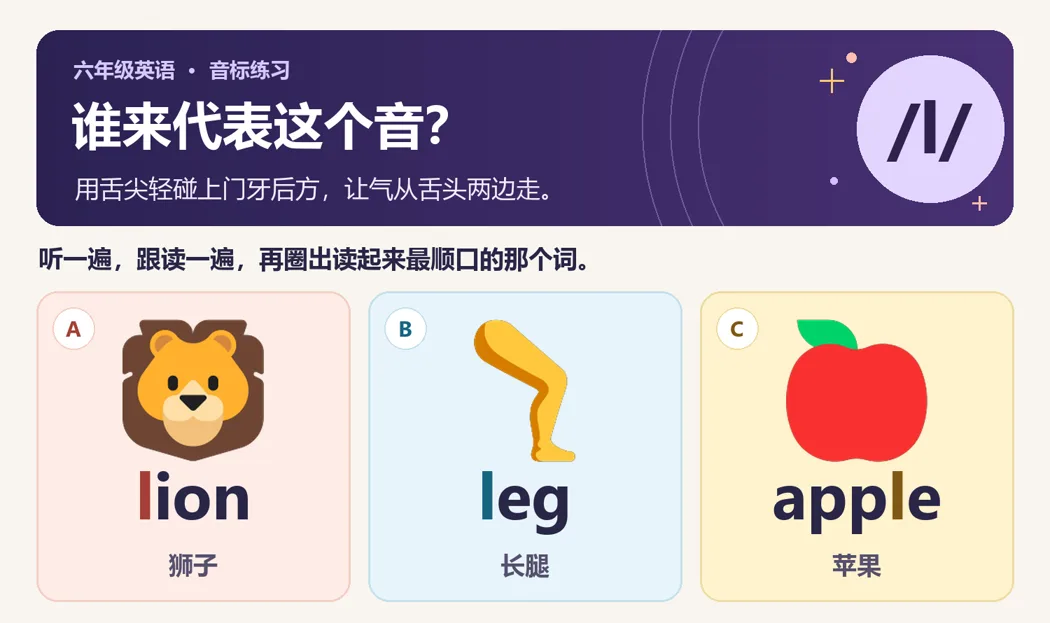 六年级英语 · 音标练习
谁来代表这个音？
/l/
用舌尖轻碰上门牙后方，让气从舌头两边走。
听一遍，跟读一遍，再圈出读起来最顺口的那个词。
A
lion
狮子
B
leg
长腿
C
apple
苹果